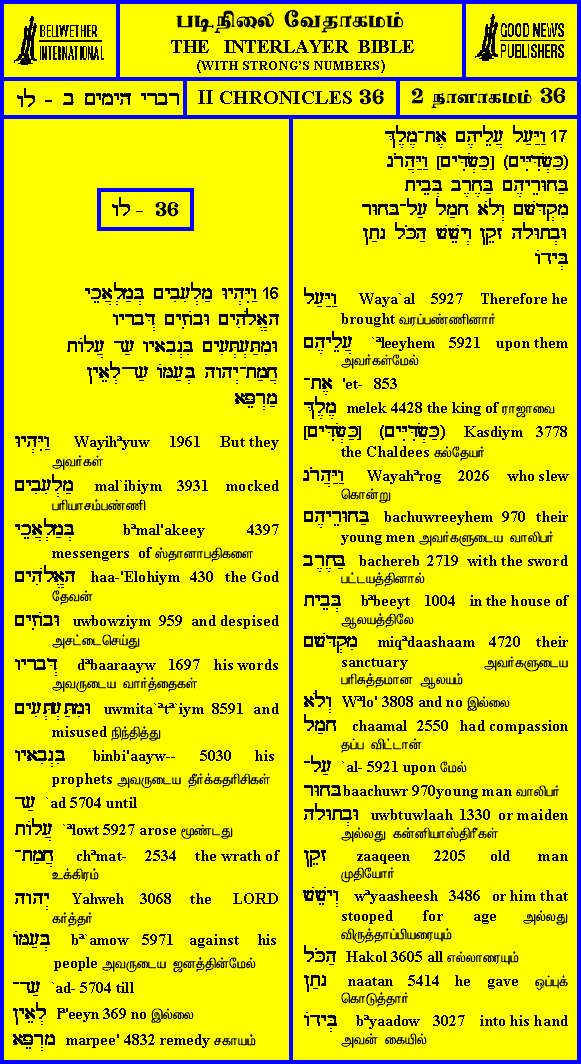 BELLWETHER
INTERNATIONAL
படிநிலை வேதாகமம்
THE INTERLAYER BIBLE
(WITH STRONG'S NUMBERS)
GOOD NEWS
PUBLISHERS
דברי הימים ב - לו
II CHRONICLES 36
2 நாளாகமம் 36
לו - 36
16 וַיִּהְיוּ מַלְעִבִים בְּמַלְאֲכֵי
הָאֱלֹהִים וּבוֹזִים דְּבָרָיו
וּמִתַּעְתְּעִים בִּנְבִאָיו עַד־ עֲלוֹת
חֲמַת־יְהוָה בְּעַמּוֹ עַד־ לְאֵין
מַרְפֵּא
וַיִּהְיוּ Wayihªyuw 1961 But they
அவர்கள்
מַלְעִבִים mal`ibiym 3931 mocked
பரியாசம்பண்ணி
בְּמַלְאֲכֵי bªmal'akeey 4397
messengers of ஸ்தானாபதிகளை
הָאֱלֹהִים haa-'Elohiym 430 the God
தேவன்
וּבוֹזִים uwbowziym 959 and despised
அசட்டைசெய்து
דְּבָרָיו dªbaaraayw 1697 his words
அவருடைய வார்த்தைகள்
וּמִתַּעְתְּעִים uwmita`ªtª`iym 8591 and
misused நிந்தித்து
בִּנְבִאָיו binbi'aayw-- 5030 his
prophets அவருடைய தீர்க்கதரிசிகள்
עַד `ad 5704 until
עֲלוֹת `ªlowt 5927 arose மூண்டது
חֲמַת־ chªmat- 2534 the wrath of
உக்கிரம்
יְהוָה Yahweh 3068 the LORD
கர்த்தர்
בְּעַמּוֹ bª`amow 5971 against his
people அவருடைய ஜனத்தின்மேல்
עַד־ `ad- 5704 till
לְאֵין lª'eeyn 369 no இல்லை
מַרְפֵּא marpee' 4832 remedy சகாயம்
17 וַיַּעַל עֲלֵיהֶם אֶת־מֶלֶךְ
(כַּשְׂדִּיִּים) [כַּשְׂדִּים] וַיַּהֲרֹג
בַּחוּרֵיהֶם בַּחֶרֶב בְּבֵית
מִקְדָּשָׁם וְלֹא חָמַל עַל־בָּחוּר
וּבְתוּלָה זָקֵן וְיָשֵׁשׁ הַכֹּל נָתַן
בְּיָדוֹ
וַיַּעַל Waya`al 5927 Therefore he
brought வரப்பண்ணினார்
עֲלֵיהֶם `ªleeyhem 5921 upon them
அவர்கள்மேல்
אֶת־ 'et- 853
מֶלֶךְ melek 4428 the king of ராஜாவை
[כַּשְׂדִּים] (כַּשְׂדִּיִּים) Kasdiym 3778
the Chaldees கல்தேயர்
וַיַּהֲרֹג Wayahªrog 2026 who slew
கொன்று
בַּחוּרֵיהֶם bachuwreeyhem 970 their
young men அவர்களுடைய வாலிபர்
בַּחֶרֶב bachereb 2719 with the sword
பட்டயத்தினால்
בְּבֵית bªbeeyt 1004 in the house of
ஆலயத்திலே
מִקְדָּשָׁם miqªdaashaam 4720 their
sanctuary அவர்களுடைய
பரிசுத்தமான ஆலயம்
וְלֹא Wªlo' 3808 and no இல்லை
חָמַל chaamal 2550 had compassion
தப்ப விட்டான்
עַל־ `al- 5921 upon மேல்
בָּחוּר baachuwr 970young man வாலிபர்
וּבְתוּלָה uwbtuwlaah 1330 or maiden
அல்லது கன்னியாஸ்திரீகள்
זָקֵן zaaqeen 2205 old man
முதியோர்
וְיָשֵׁשׁ wªyaasheesh 3486 or him that
stooped for age அல்லது
விருத்தாப்பியரையும்
הַכֹּל Hakol 3605 all எல்லாரையும்
נָתַן naatan 5414 he gave ஒப்புக்
கொடுத்தார்
בְּיָדוֹ bªyaadow 3027 into his hand
அவன் கையில்